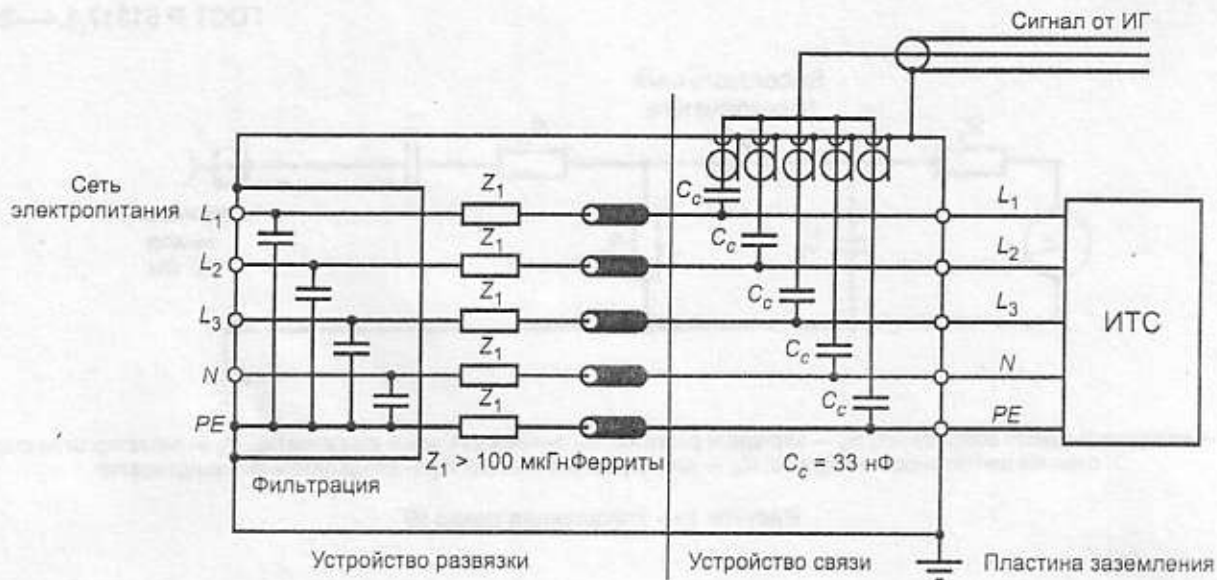 Сигнал от ИГ
Сеть
электропитания
L1
L2
L3
N
PE
Z1
Z1
Z1
Z1
Z1
Cc
Cc
Cc
Cc
Cc
L1
L2
L3
N
PE
ИТС
Z1 > 100 мкГн
Ферриты
Cc = 33 нФ
Фильтрация
Устройство развязки
Устройство связи
Пластина заземления